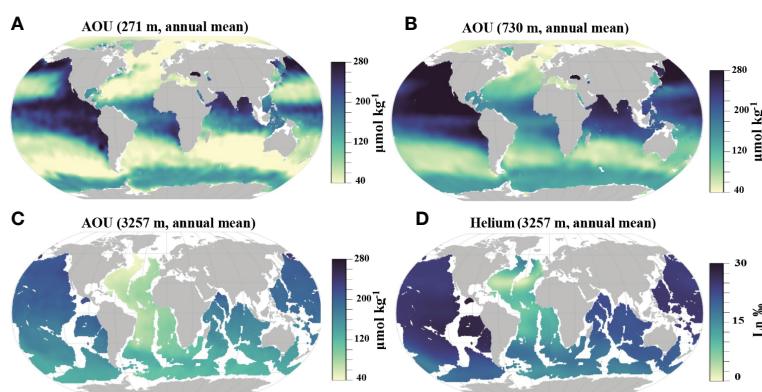 A
AOU (271 m, annual mean)
280
200
120
40
μmol kg⁻¹
B
AOU (730 m, annual mean)
280
200
120
40
μmol kg⁻¹
C
AOU (3257 m, annual mean)
280
200
120
40
μmol kg⁻¹
D
Helium (3257 m, annual mean)
30
15
0
Ln ‰